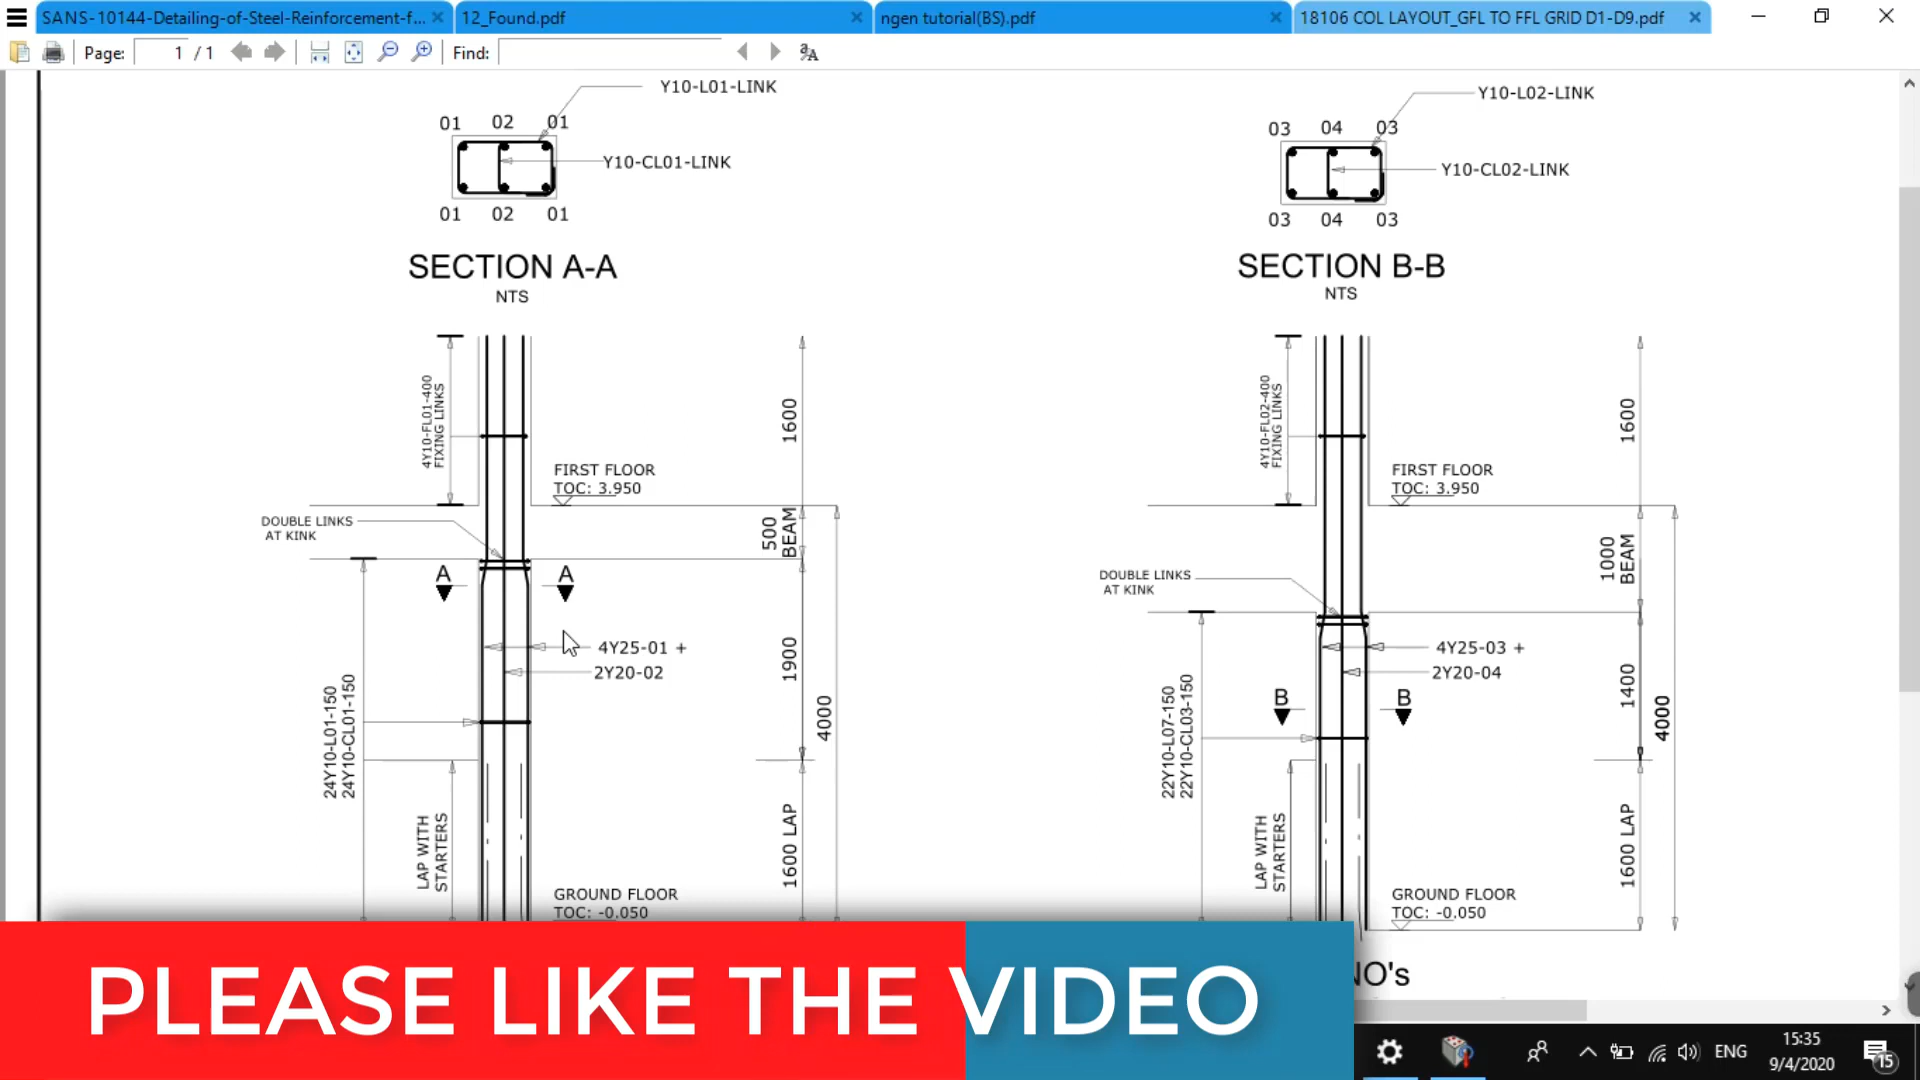 SANS-10144-Detailing-of-Steel-Reinforcement-f...
12_Found.pdf
ngen tutorial(BS).pdf
18106 COL LAYOUT_GFL TO FFL GRID D1-D9.pdf
Page:
1 / 1
Find:
Y10-L01-LINK
01 02 01
Y10-CL01-LINK
01 02 01
SECTION A-A
NTS
4Y10-FL01-400
FIXING LINKS
1600
FIRST FLOOR
TOC: 3.950
500
BEAM
DOUBLE LINKS
AT KINK
A A
4Y25-01 +
2Y20-02
1900
4000
24Y10-L01-150
24Y10-CL01-150
LAP WITH
STARTERS
1600 LAP
GROUND FLOOR
TOC: -0.050
Y10-L02-LINK
03 04 03
Y10-CL02-LINK
03 04 03
SECTION B-B
NTS
4Y10-FL02-400
FIXING LINKS
1600
FIRST FLOOR
TOC: 3.950
1000
BEAM
DOUBLE LINKS
AT KINK
4Y25-03 +
2Y20-04
B B
1400
4000
22Y10-L07-150
22Y10-CL03-150
LAP WITH
STARTERS
1600 LAP
GROUND FLOOR
TOC: -0.050
NO's
PLEASE LIKE THE VIDEO
ENG
15:35
9/4/2020
15